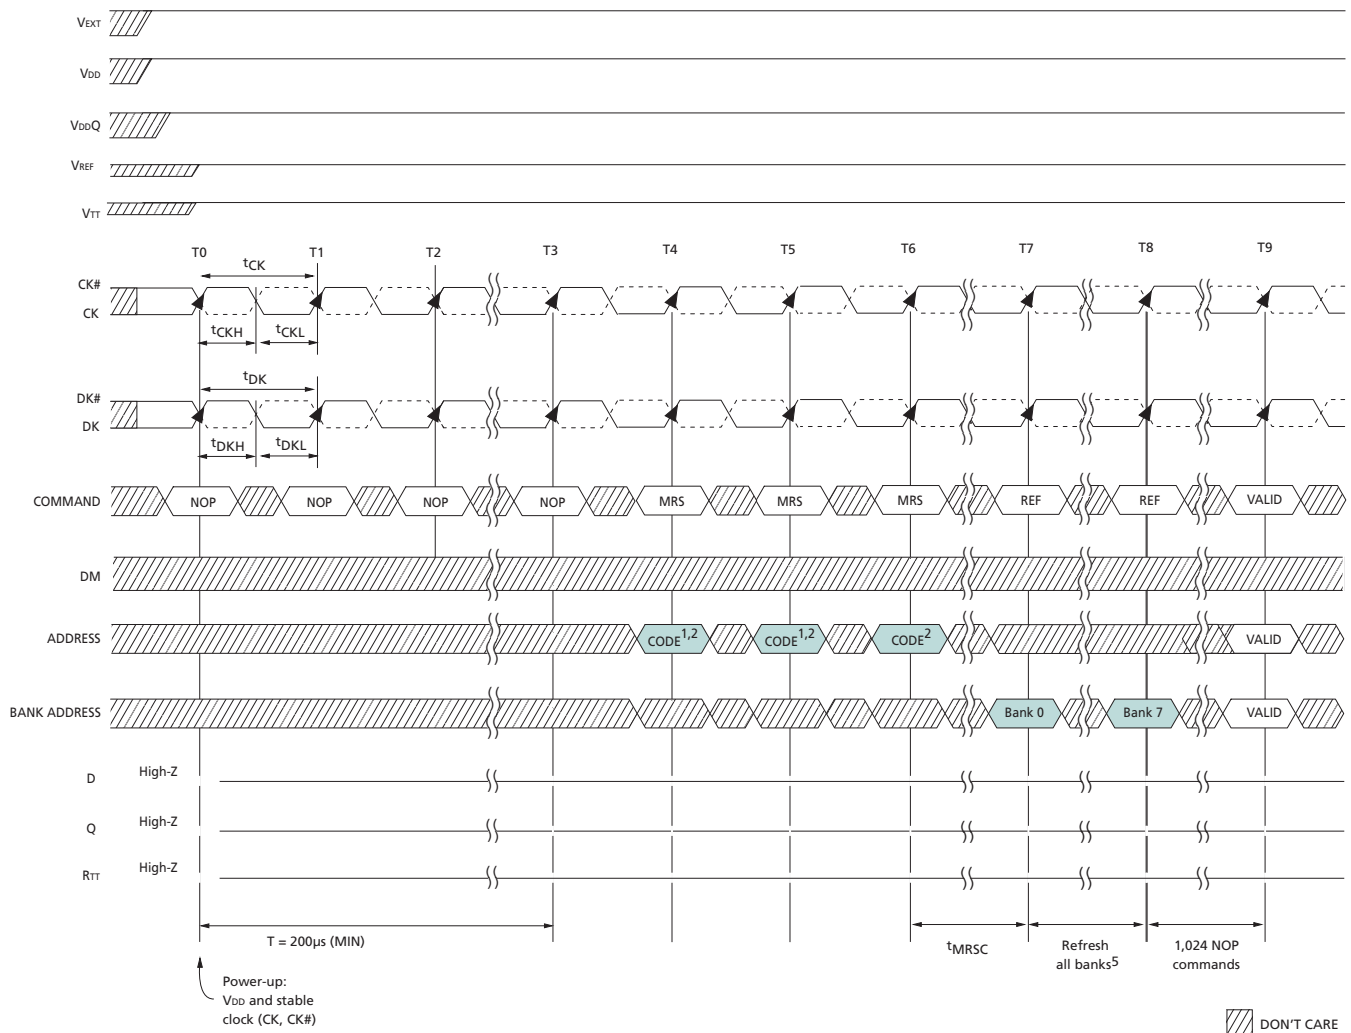 VEXT
VDD
VDDQ
VREF
VTT
T0 T1 T2 T3 T4 T5 T6 T7 T8 T9
tCK
CK#
CK
tCKH tCKL
tDK
DK#
DK
tDKH tDKL
COMMAND NOP NOP NOP NOP MRS MRS MRS REF REF VALID
DM
ADDRESS CODE1,2 CODE1,2 CODE2 VALID
BANK ADDRESS Bank 0 Bank 7 VALID
D High-Z
Q High-Z
RTT High-Z
T = 200µs (MIN)
tMRSC
Refresh
all banks5
1,024 NOP
commands
Power-up:
VDD and stable
clock (CK, CK#)
DON'T CARE